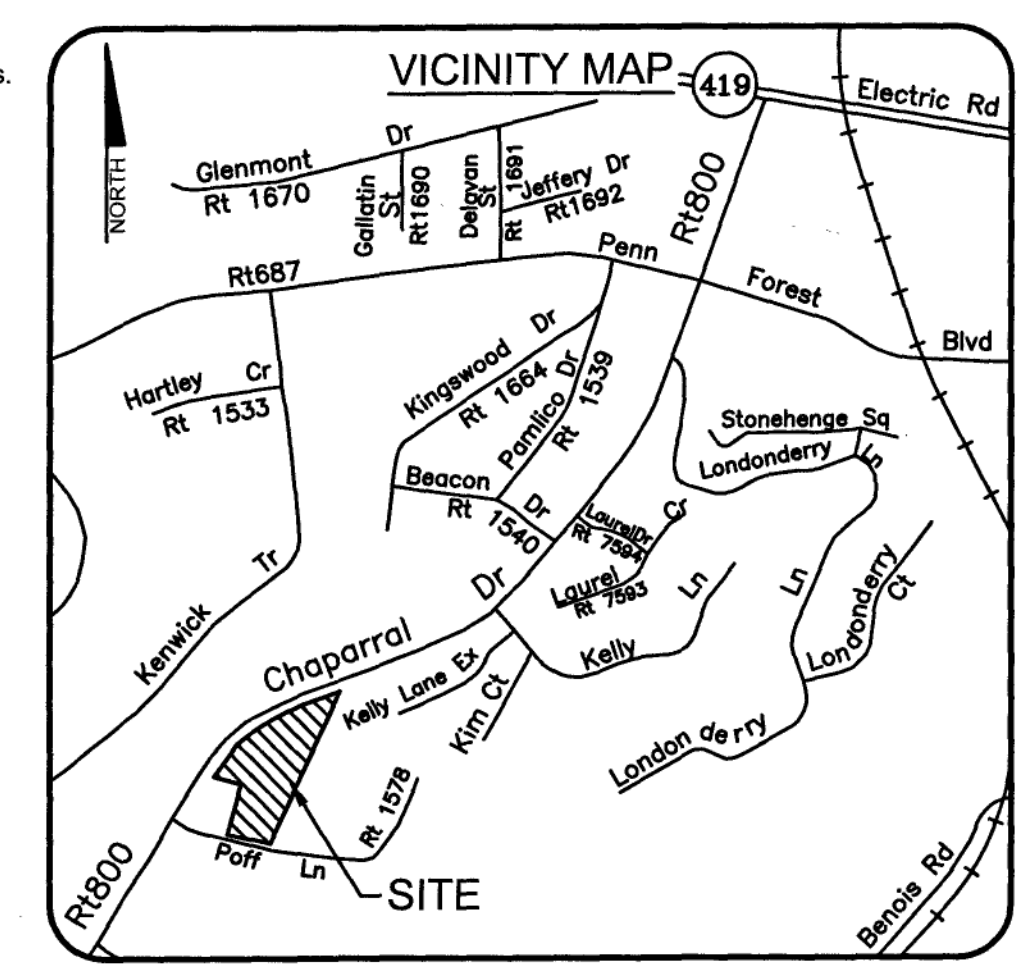 s.
VICINITY MAP
419
Electric Rd
NORTH
Glenmont Dr
Rt 1670
Gallatin St
Rt1690
Delavan St
Rt 1691
Jeffery Dr
Rt1692
Rt800
Rt687
Penn Forest Blvd
Hartley Cr
Rt 1533
Kingswood Dr
Rt 1664
Pamlico Dr
Rt 1539
Stonehenge Sq
Londonderry Ln
Beacon Dr
Rt 1540
LaurelDr
Rt 7594
Laurel Cr
Rt 7593
Kenwick Tr
Chaparral Dr
Kelly Ln
Ln
Londonderry Ct
Kelly Lane Ex
Kim Ct
London derry
Rt 1578
Poff Ln
Rt800
SITE
Benois Rd